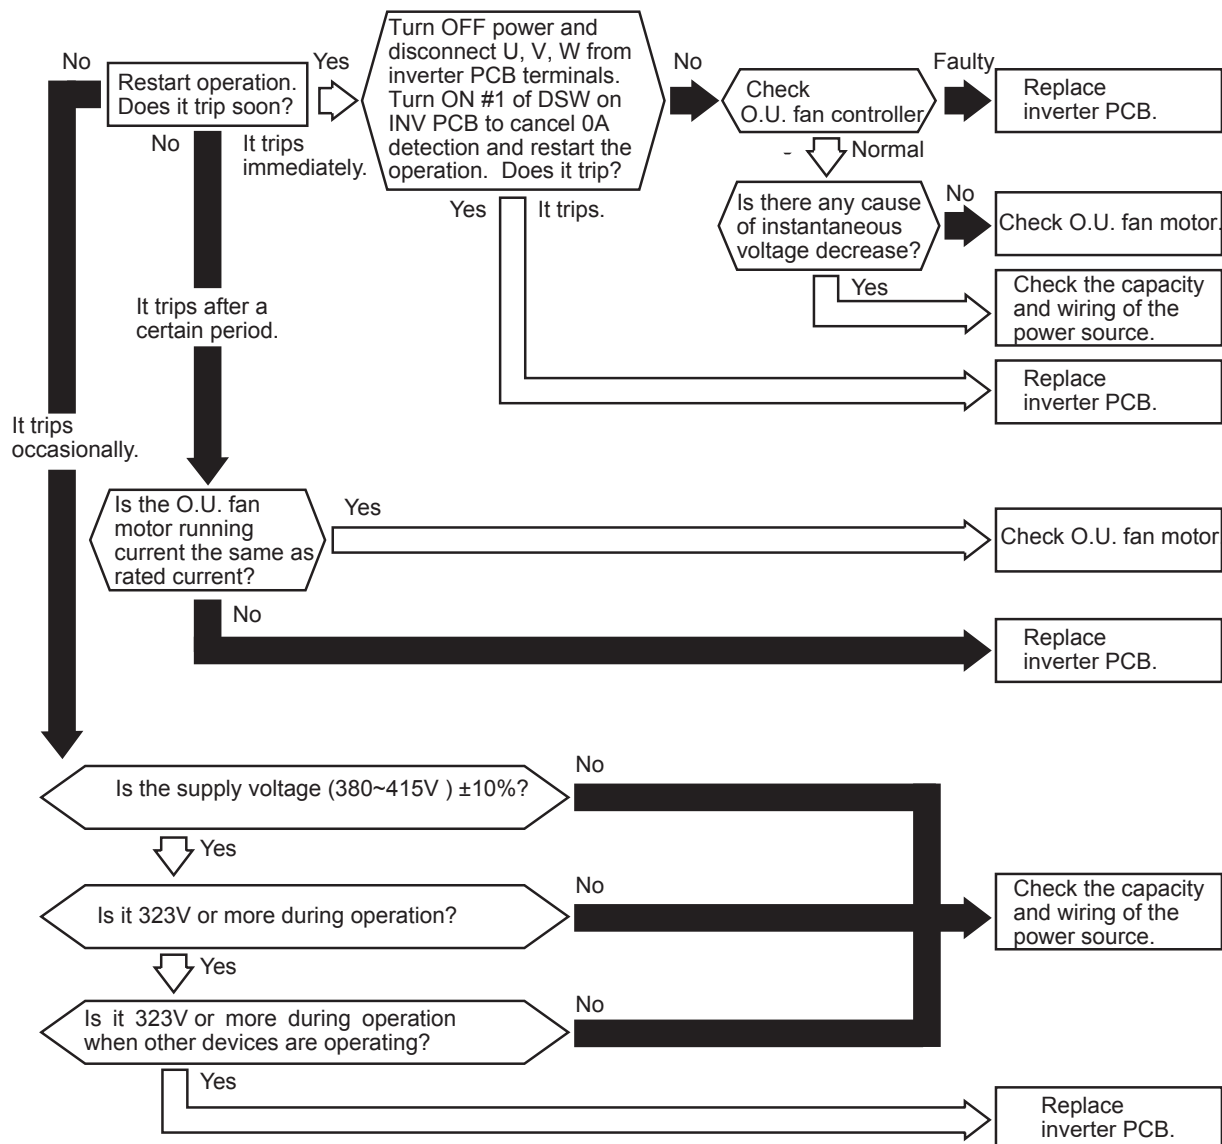 No
Restart operation.
Does it trip soon?
Yes
No
It trips
immediately.
Turn OFF power and
disconnect U, V, W from
inverter PCB terminals.
Turn ON #1 of DSW on
INV PCB to cancel 0A
detection and restart the
operation. Does it trip?
No
Check
O.U. fan controller
Faulty
Replace
inverter PCB.
Normal
Yes
It trips.
Is there any cause
of instantaneous
voltage decrease?
No
Check O.U. fan motor.
Yes
Check the capacity
and wiring of the
power source.
Replace
inverter PCB.
It trips after a
certain period.
It trips
occasionally.
Is the O.U. fan
motor running
current the same as
rated current?
Yes
Check O.U. fan motor
No
Replace
inverter PCB.
Is the supply voltage (380~415V ) ±10%?
No
Yes
Is it 323V or more during operation?
No
Check the capacity
and wiring of the
power source.
Yes
Is it 323V or more during operation
when other devices are operating?
No
Yes
Replace
inverter PCB.